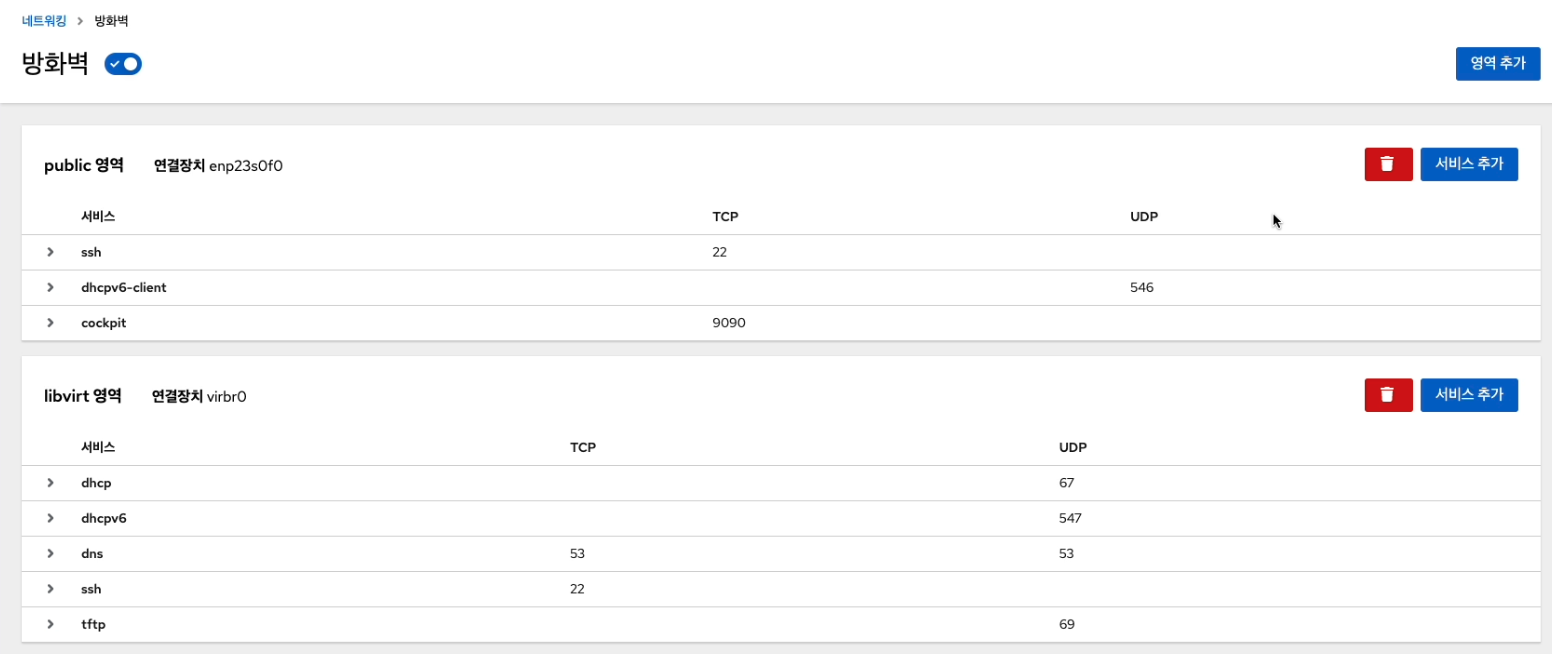 네트워킹 > 방화벽
방화벽
영역 추가
public 영역 연결장치 enp23s0f0
서비스 추가
서비스 TCP UDP
ssh 22
dhcpv6-client 546
cockpit 9090
libvirt 영역 연결장치 virbr0
서비스 추가
서비스 TCP UDP
dhcp 67
dhcpv6 547
dns 53 53
ssh 22
tftp 69